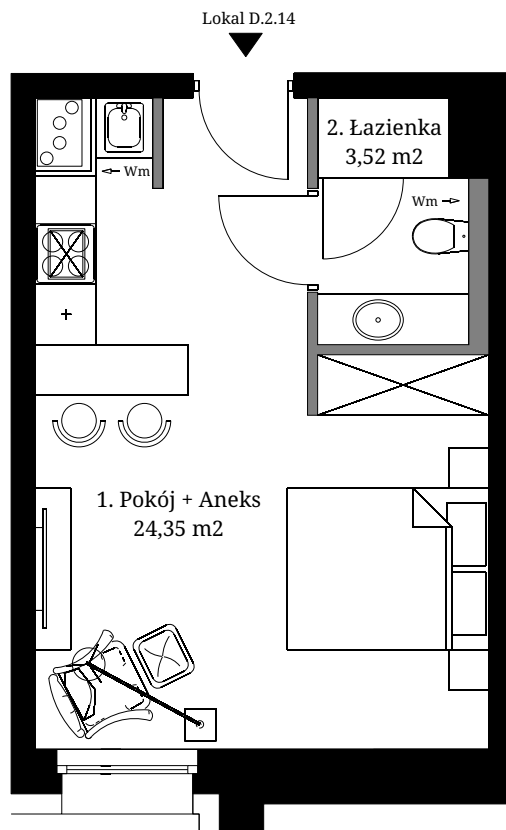 Lokal D.2.14
2. Łazienka
3,52 m2
Wm
Wm
1. Pokój + Aneks
24,35 m2